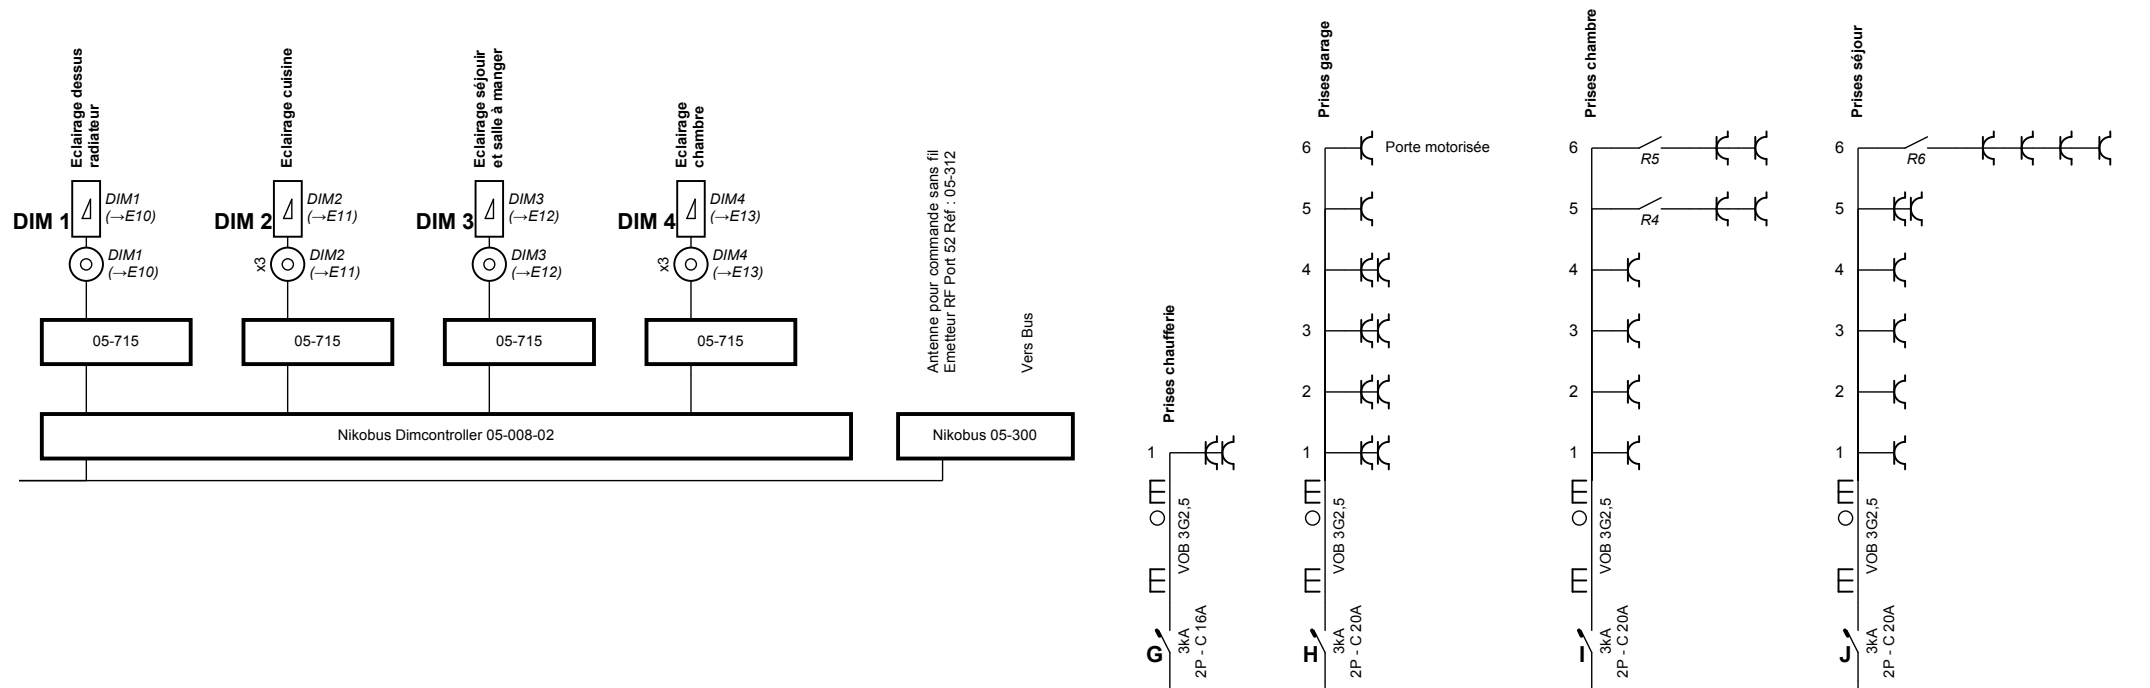 Eclairage dessus
radiateur
DIM 1
DIM1
(→E10)
DIM1
(→E10)
05-715
Eclairage cuisine
DIM 2
DIM2
(→E11)
x3
DIM2
(→E11)
05-715
Eclairage séjouir
et salle à manger
DIM 3
DIM3
(→E12)
DIM3
(→E12)
05-715
Eclairage
chambre
DIM 4
DIM4
(→E13)
x3
DIM4
(→E13)
05-715
Nikobus Dimcontroller 05-008-02
Antenne pour commande sans fil
Emetteur RF Port 52 Réf : 05-312
Vers Bus
Nikobus 05-300
Prises chaufferie
1
VOB 3G2,5
G
3kA
2P - C 16A
Prises garage
6
Porte motorisée
5
4
3
2
1
VOB 3G2,5
H
3kA
2P - C 20A
Prises chambre
6
R5
5
R4
4
3
2
1
VOB 3G2,5
I
3kA
2P - C 20A
Prises séjour
6
R6
5
4
3
2
1
VOB 3G2,5
J
3kA
2P - C 20A